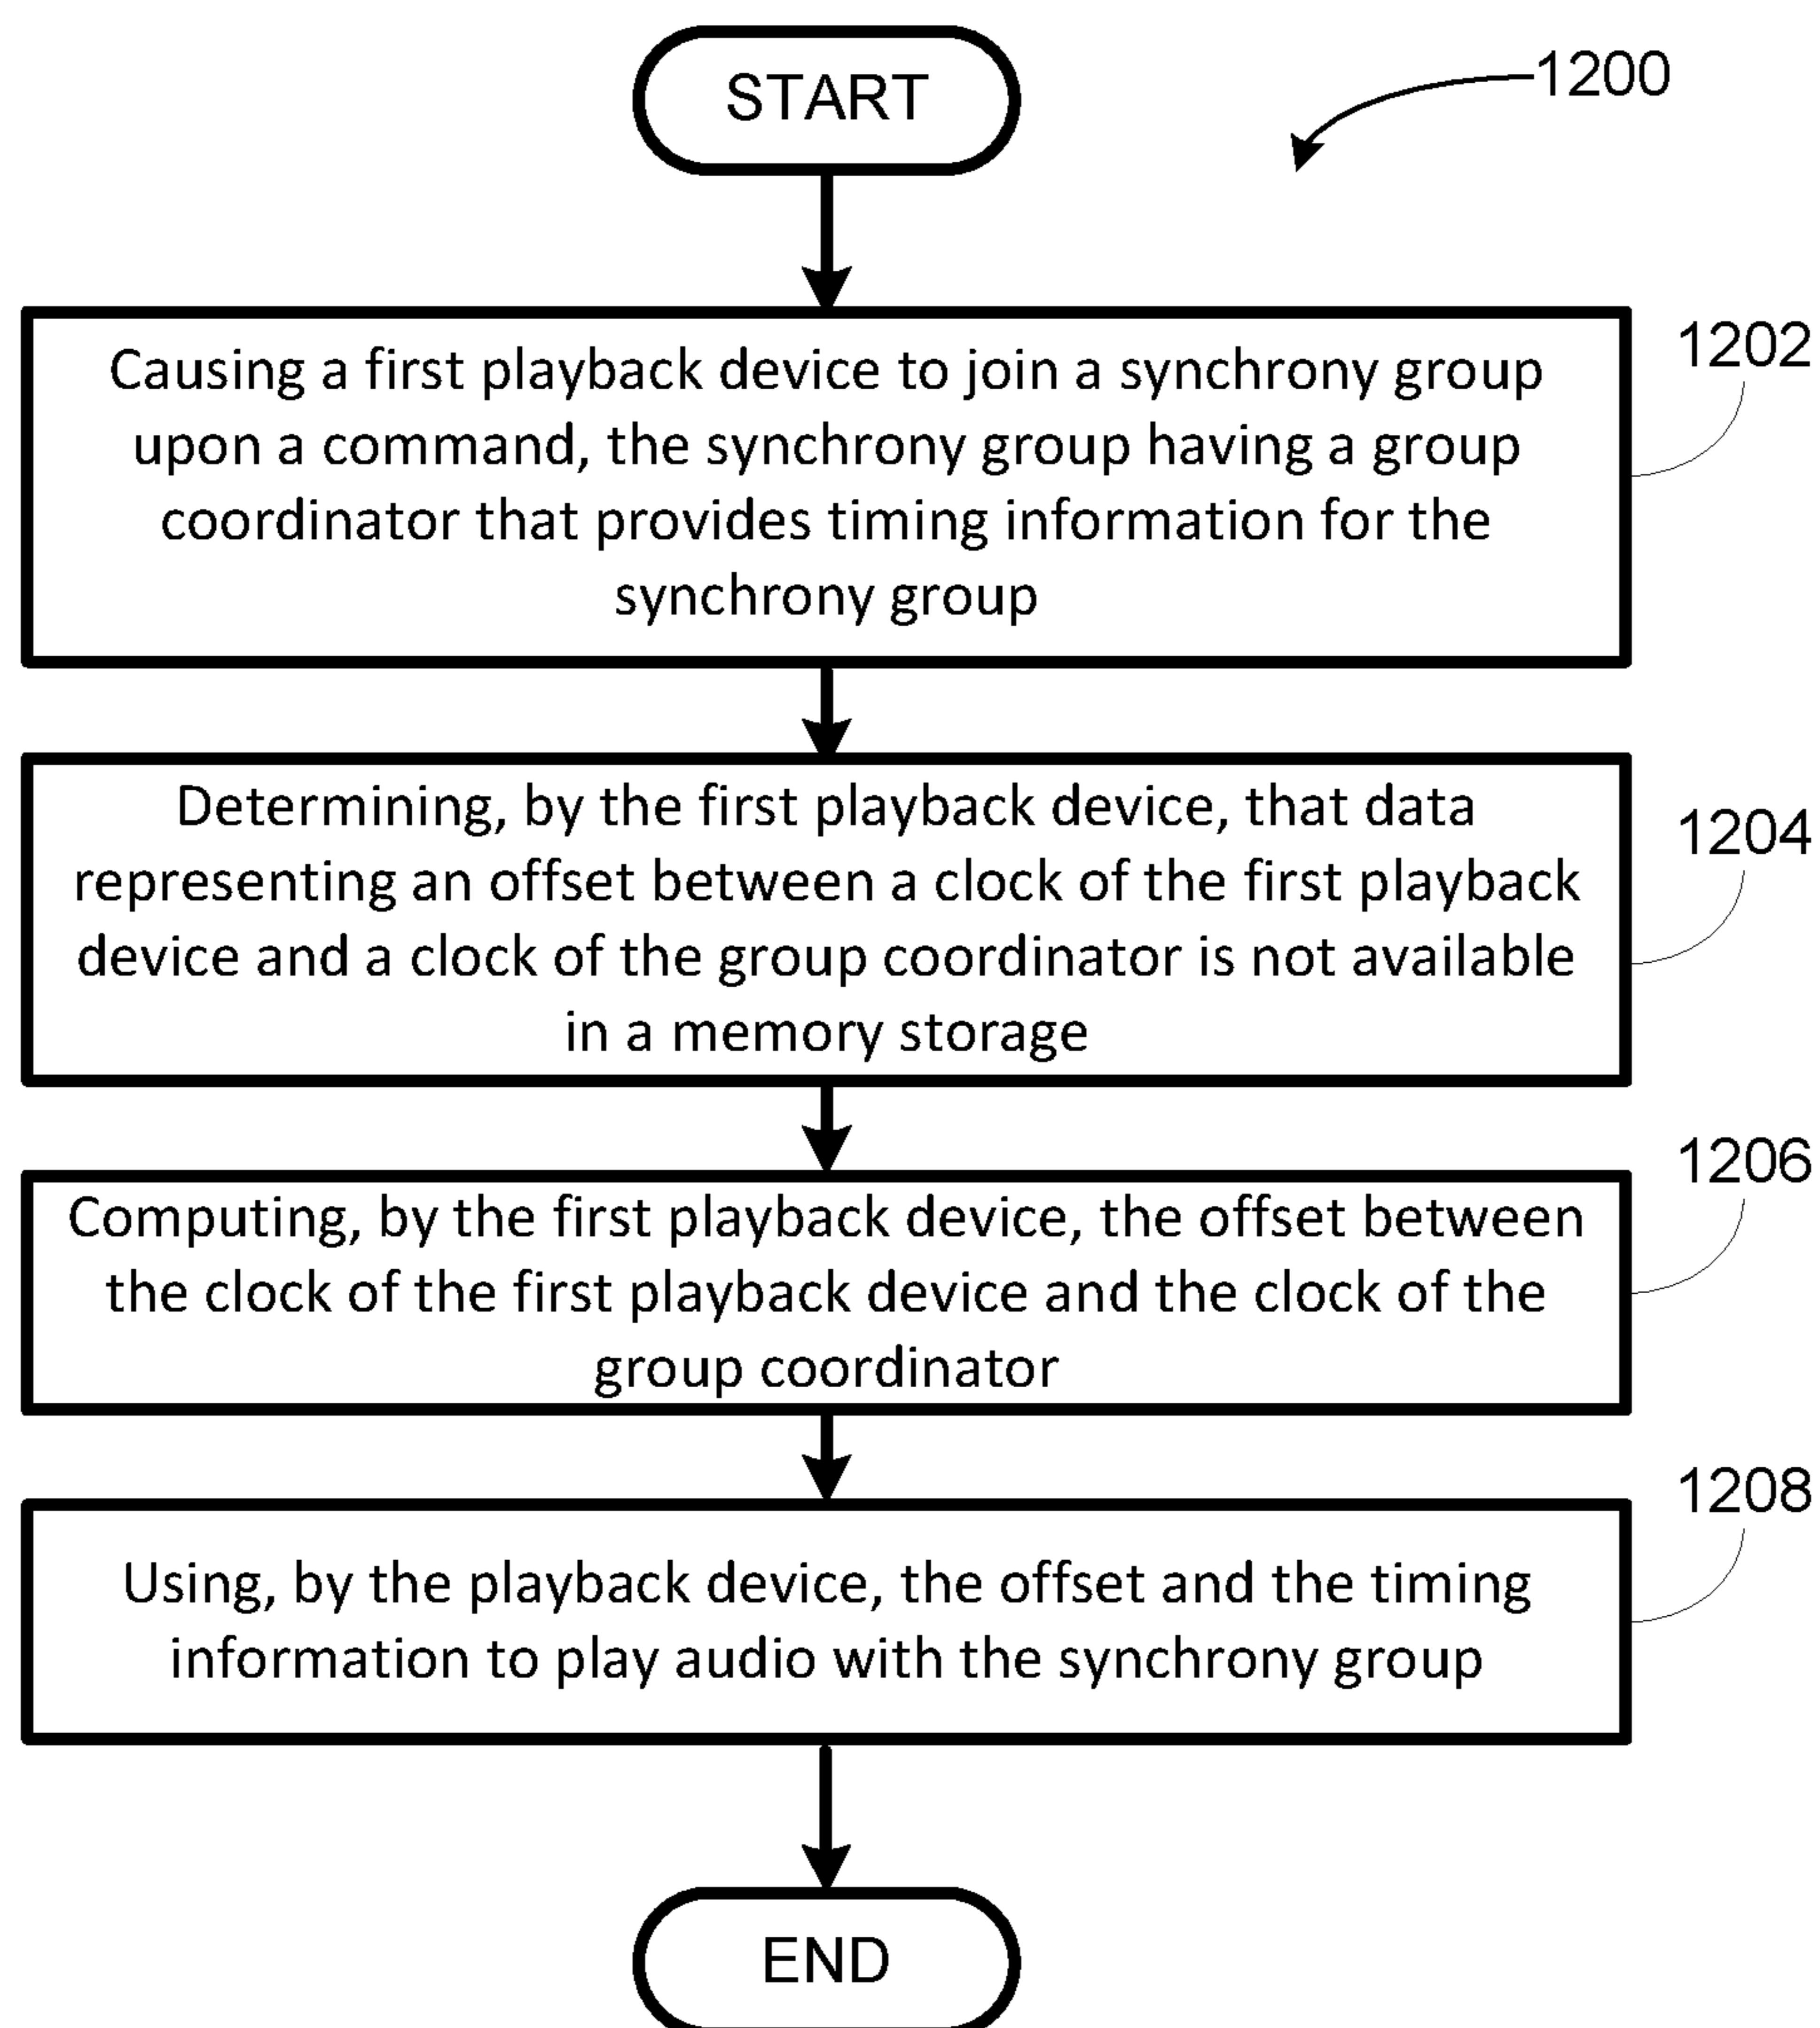 START
1200
Causing a first playback device to join a synchrony group
upon a command, the synchrony group having a group
coordinator that provides timing information for the
synchrony group
1202
Determining, by the first playback device, that data
representing an offset between a clock of the first playback
device and a clock of the group coordinator is not available
in a memory storage
1204
Computing, by the first playback device, the offset between
the clock of the first playback device and the clock of the
group coordinator
1206
Using, by the playback device, the offset and the timing
information to play audio with the synchrony group
1208
END